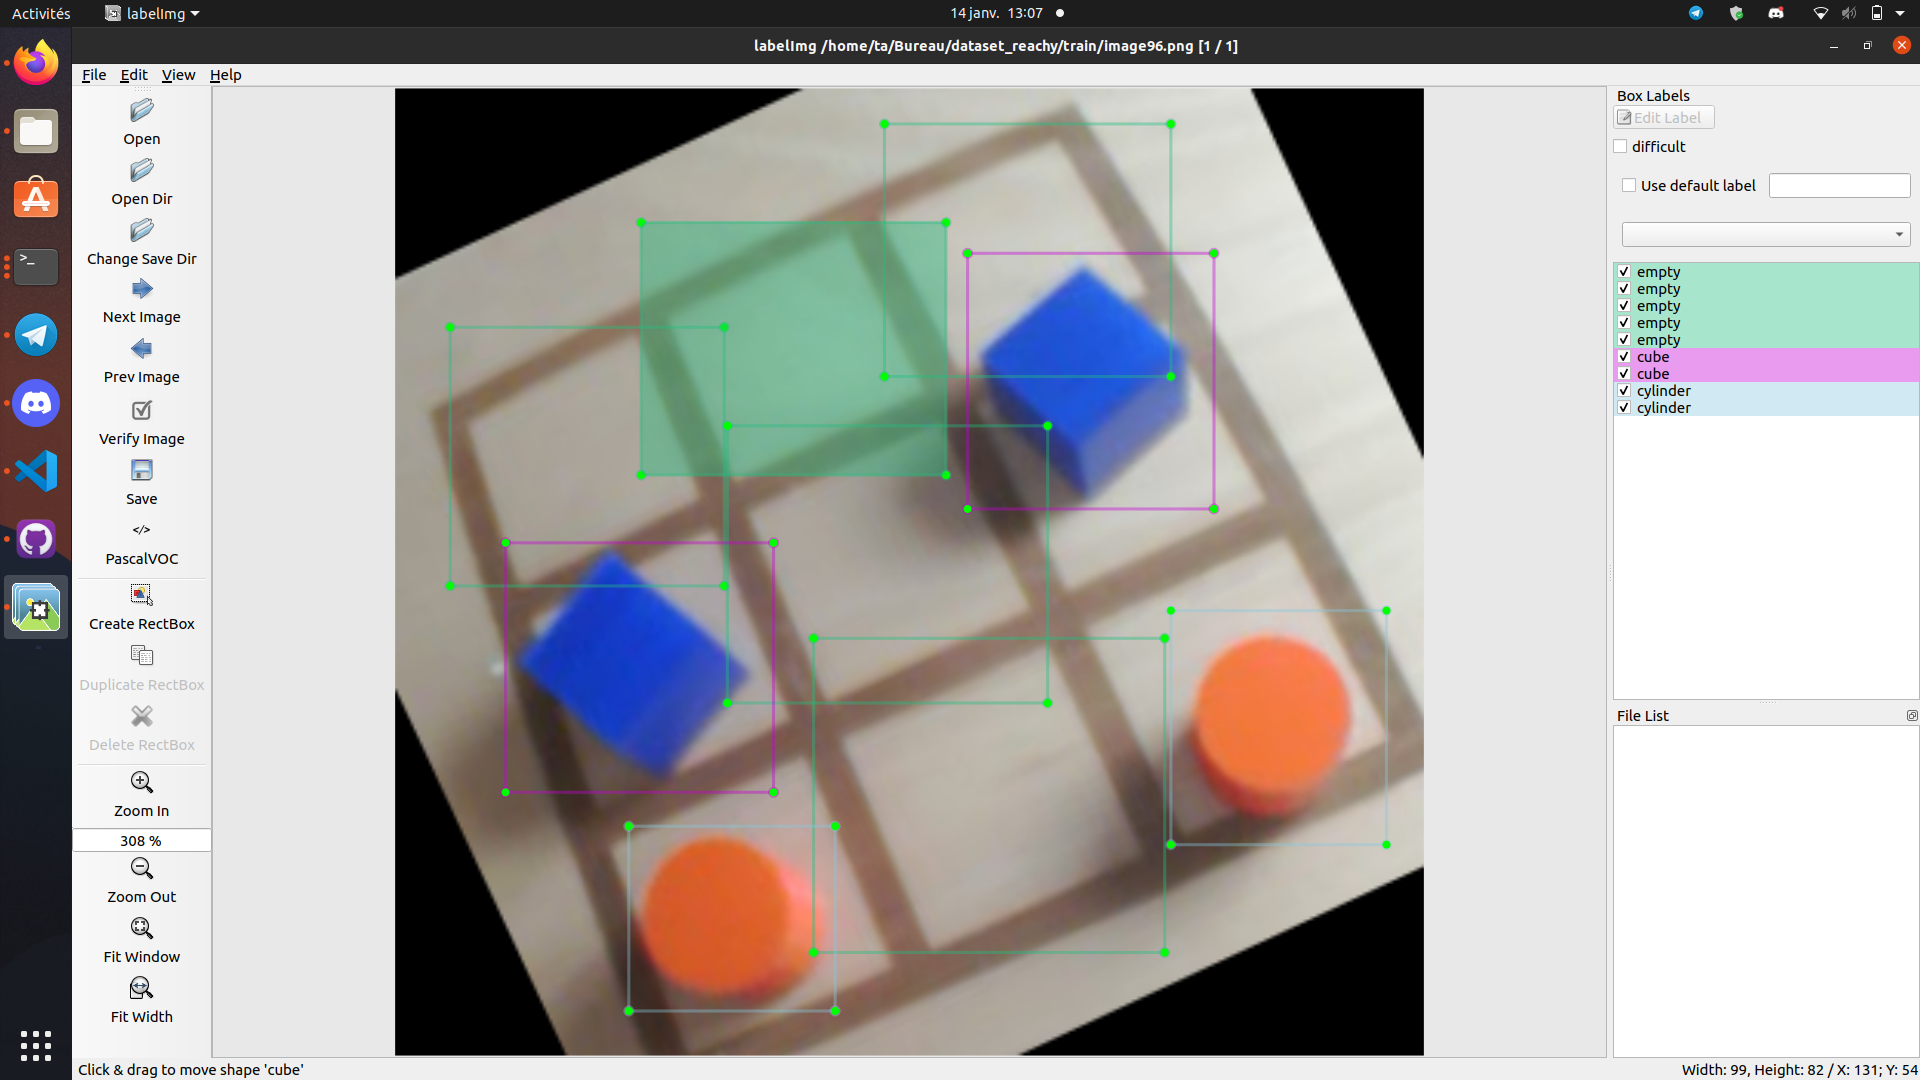 Activités
labelImg
14 janv. 13:07
labelImg /home/ta/Bureau/dataset_reachy/train/image96.png [1 / 1]
File Edit View Help
Open
Open Dir
Change Save Dir
Next Image
Prev Image
Verify Image
Save
</>
PascalVOC
Create RectBox
Duplicate RectBox
Delete RectBox
Zoom In
308 %
Zoom Out
Fit Window
Fit Width
Box Labels
Edit Label
difficult
Use default label
empty
empty
empty
empty
empty
cube
cube
cylinder
cylinder
File List
Click & drag to move shape 'cube'
Width: 99, Height: 82 / X: 131; Y: 54